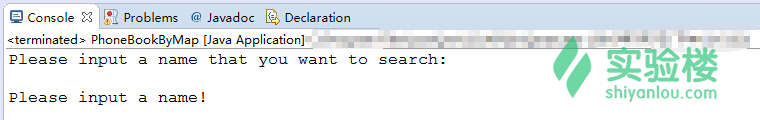 Console Problems @ Javadoc Declaration
<terminated> PhoneBookByMap [Java Application]
Please input a name that you want to search:
Please input a name!
实验楼
shiyanlou.com